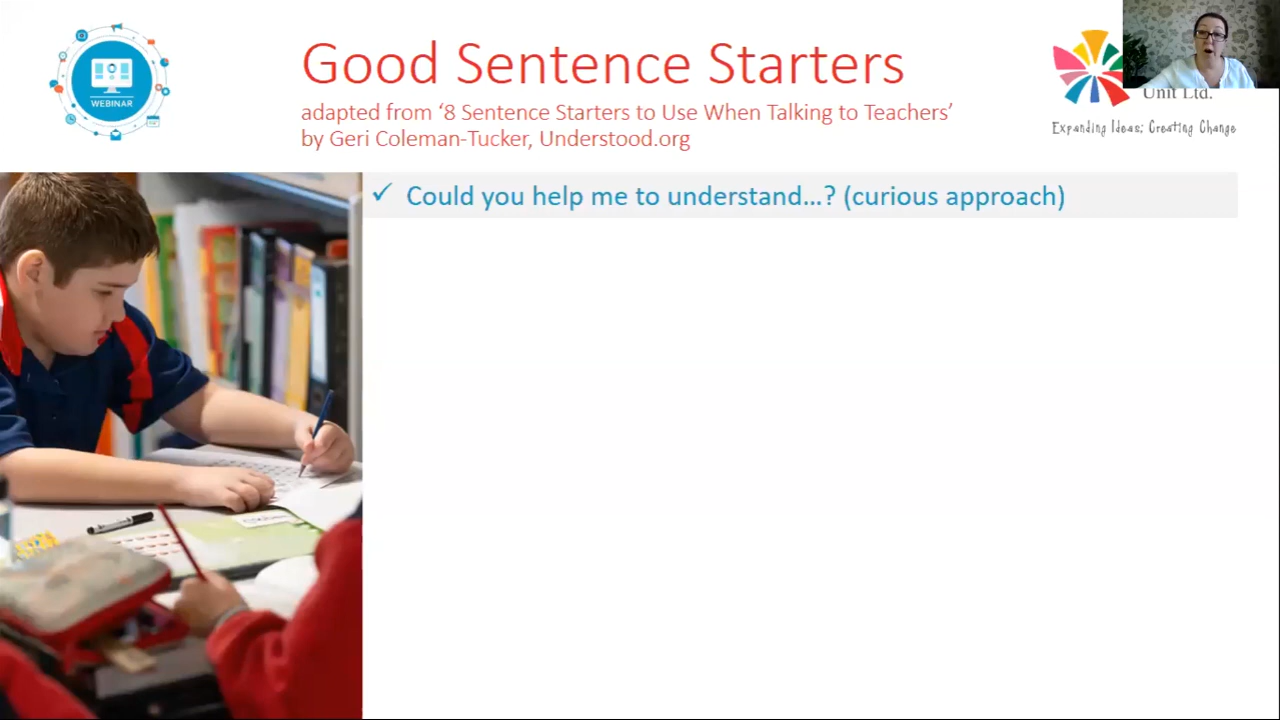 WEBINAR
Good Sentence Starters
adapted from ‘8 Sentence Starters to Use When Talking to Teachers’
by Geri Coleman-Tucker, Understood.org
Unit Ltd.
Expanding Ideas; Creating Change
✓ Could you help me to understand...? (curious approach)